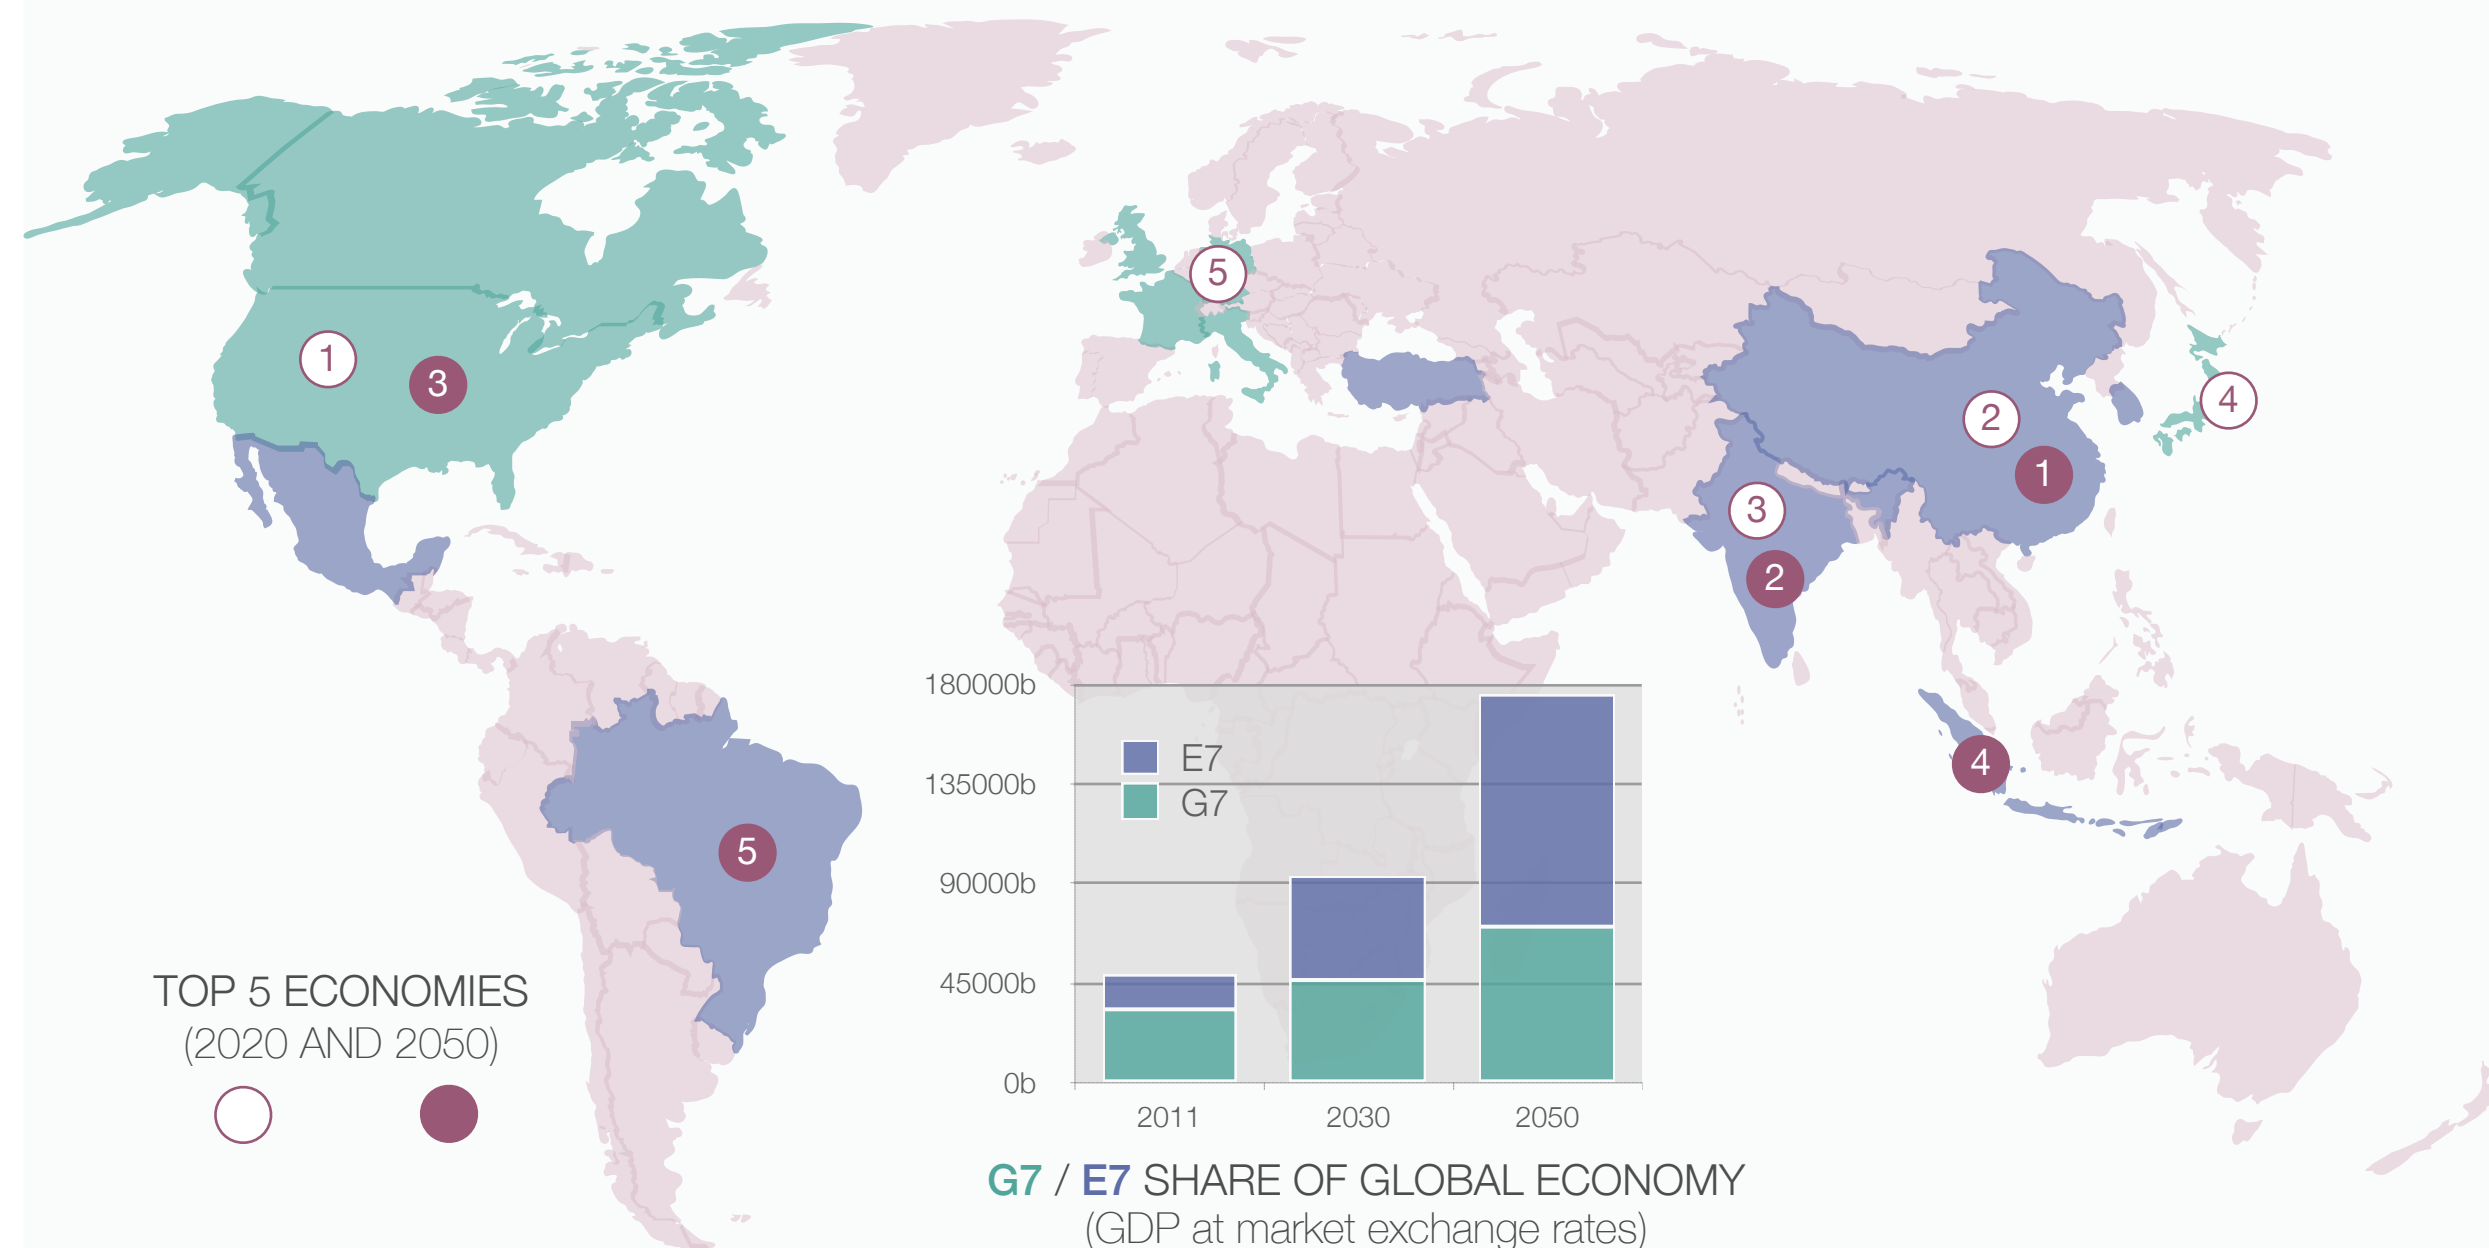 5
1
3
4
2
1
3
2
4
5
180000b
135000b
90000b
45000b
0b
E7
G7
2011
2030
2050
TOP 5 ECONOMIES
(2020 AND 2050)
G7 / E7 SHARE OF GLOBAL ECONOMY
(GDP at market exchange rates)